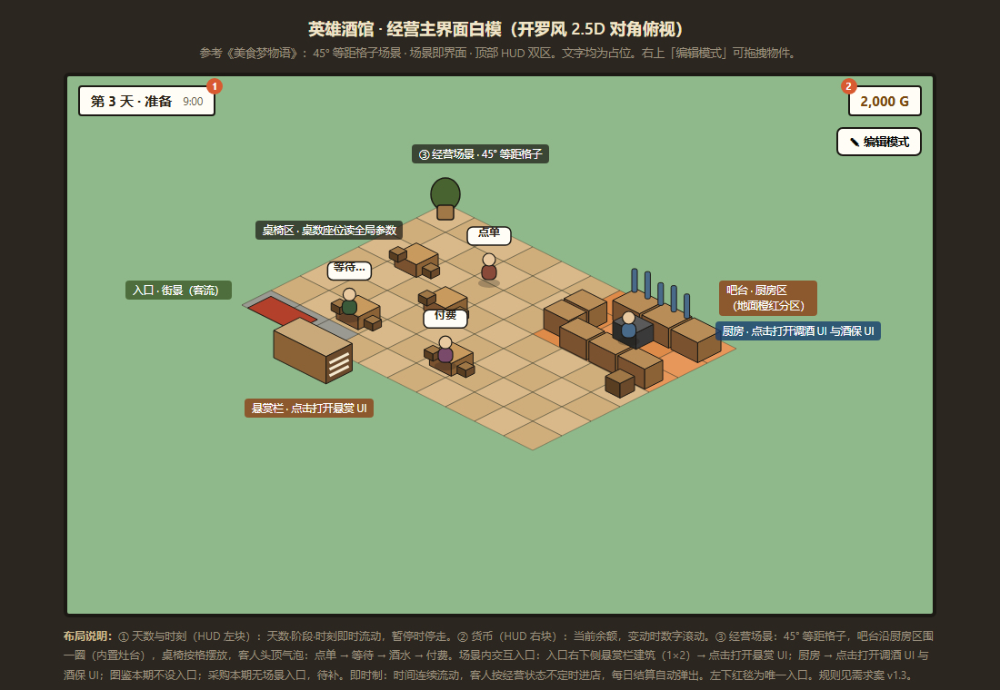 英雄酒馆 · 经营主界面白模（开罗风 2.5D 对角俯视）
参考《美食梦物语》：45° 等距格子场景 · 场景即界面 · 顶部 HUD 双区。文字均为占位。右上「编辑模式」可拖拽物件。
第 3 天 · 准备 9:00
1
2
2,000 G
编辑模式
③ 经营场景 · 45° 等距格子
桌椅区 · 桌数座位读全局参数
点单
等待...
入口 · 街景（客流）
付费
吧台 · 厨房区
（地面橙红分区）
厨房 · 点击打开调酒 UI 与酒保 UI
悬赏栏 · 点击打开悬赏 UI
布局说明：① 天数与时刻（HUD 左块）：天数·阶段·时刻即时流动，暂停时停走。② 货币（HUD 右块）：当前余额，变动时数字滚动。③ 经营场景：45° 等距格子，吧台沿厨房区围
一圈（内置灶台），桌椅按格摆放，客人头顶气泡：点单 → 等待 → 酒水 → 付费。场景内交互入口：入口右下侧悬赏栏建筑（1×2）→ 点击打开悬赏 UI；厨房 → 点击打开调酒 UI 与
酒保 UI；图鉴本期不设入口；采购本期无场景入口，待补。即时制：时间连续流动，客人按经营状态不定时进店，每日结算自动弹出。左下红毯为唯一入口。规则见需求案 v1.3。